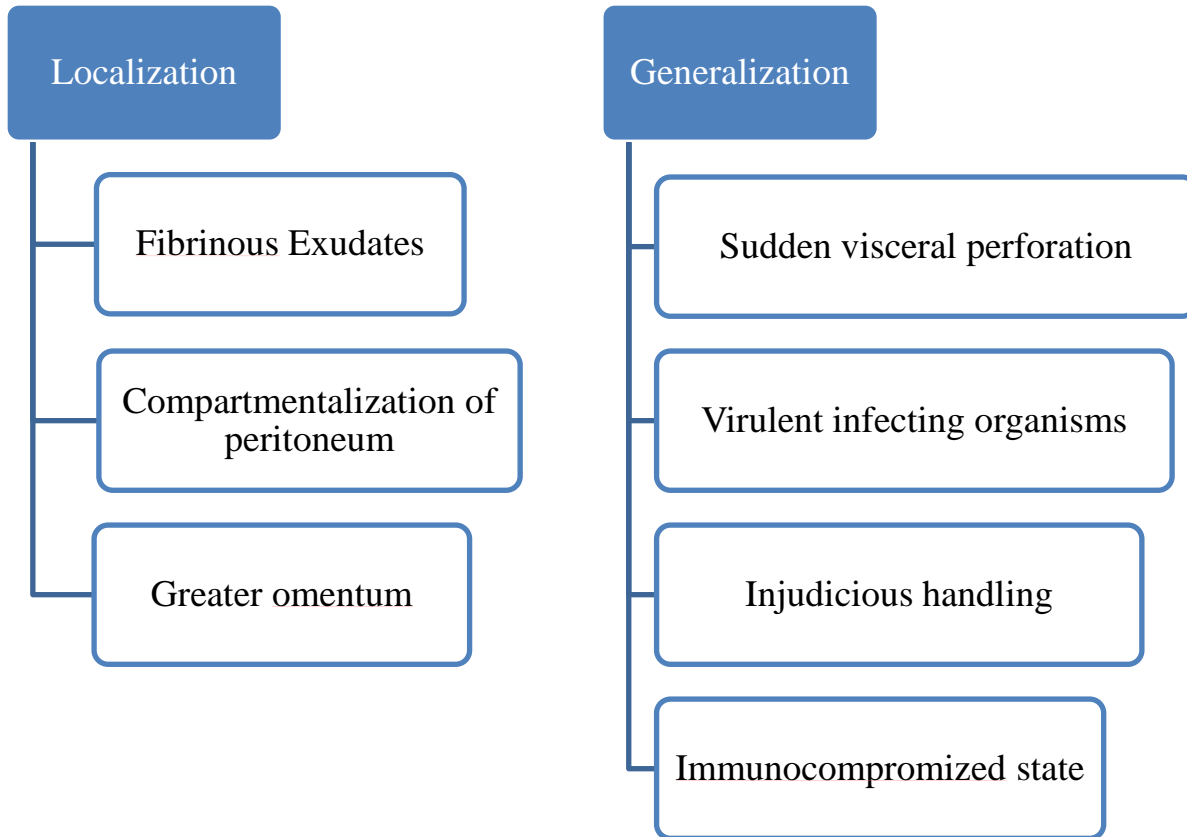 Localization
Fibrinous Exudates
Compartmentalization of
peritoneum
Greater omentum
Generalization
Sudden visceral perforation
Virulent infecting organisms
Injudicious handling
Immunocompromized state